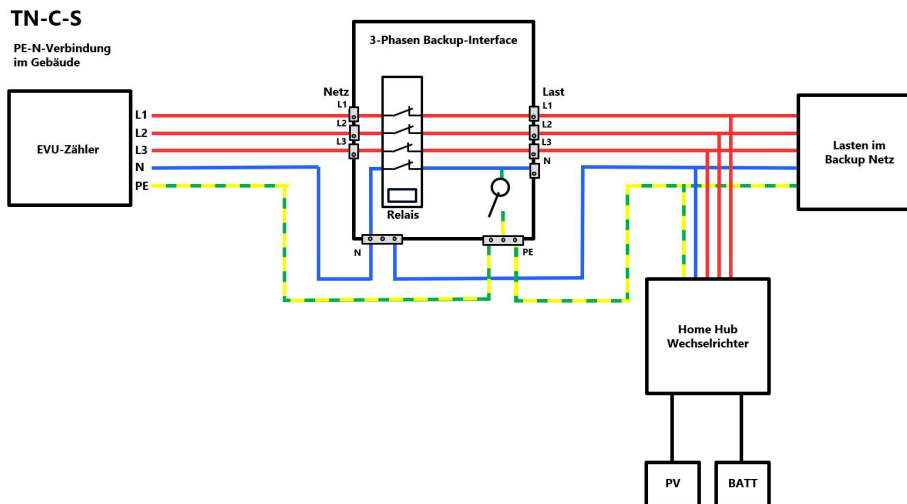 TN-C-S
PE-N-Verbindung
im Gebäude
3-Phasen Backup-Interface
Netz
Last
EVU-Zähler
L1
L2
L3
N
PE
L1
L2
L3
L1
L2
L3
N
Relais
N
PE
Lasten im
Backup Netz
Home Hub
Wechselrichter
PV
BATT